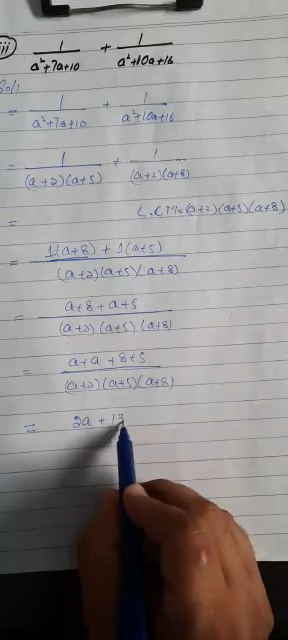 iii) 1/(a²+7a+10) + 1/(a²+10a+16)
Sol:
= 1/(a²+7a+10) + 1/(a²+10a+16)
= 1/((a+2)(a+5)) + 1/((a+2)(a+8))
= L.C.M=(a+2)(a+5)(a+8)
= (1(a+8) + 1(a+5))/((a+2)(a+5)(a+8))
= (a+8+a+5)/((a+2)(a+5)(a+8))
= (a+a+8+5)/((a+2)(a+5)(a+8))
= 2a+13